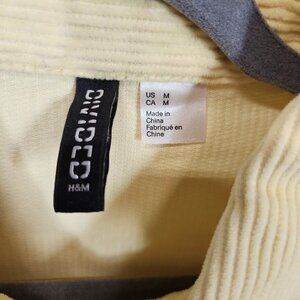 DIVIDED
H&M
US M
CA M
Made in
China
Fabriqué en
Chine